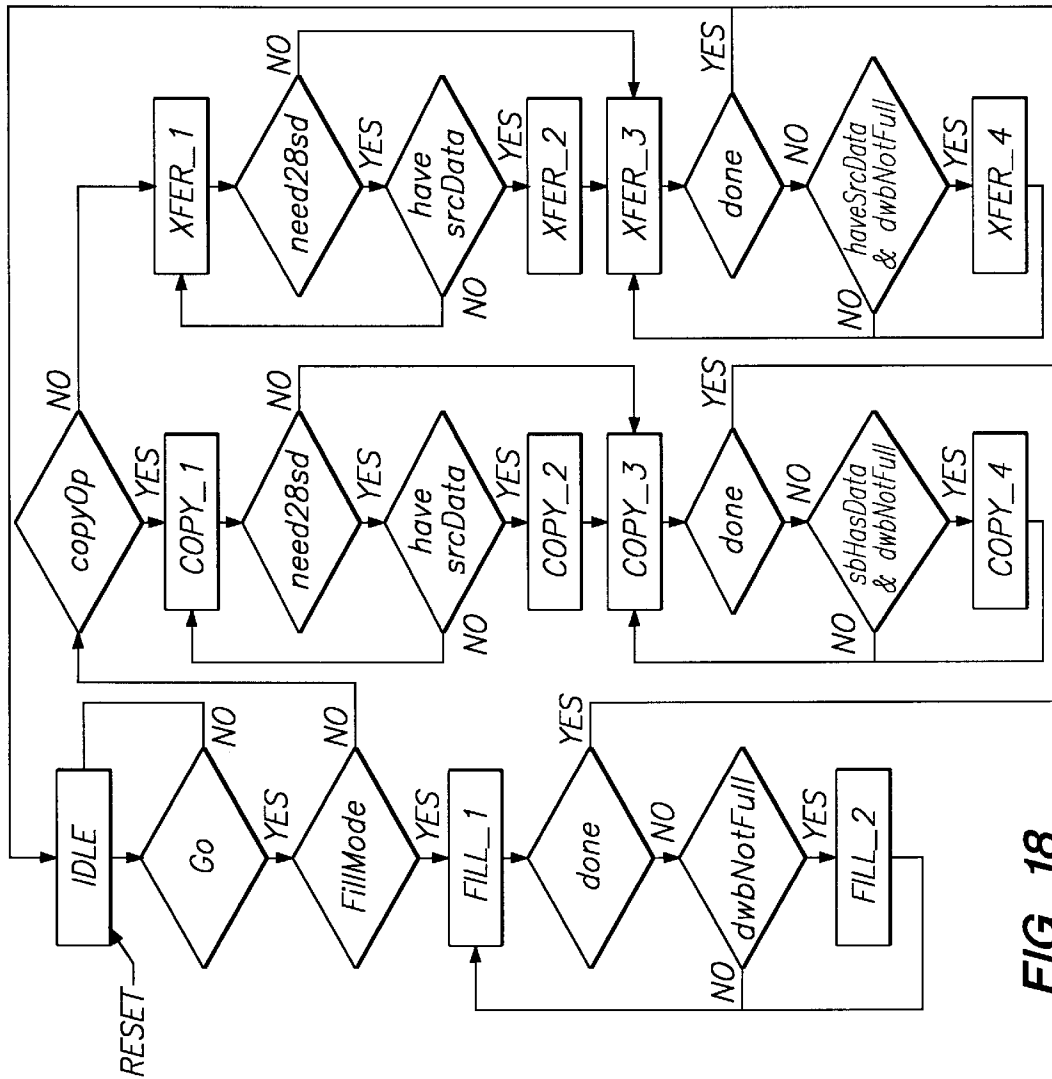 RESET
IDLE
Go
NO
YES
FillMode
NO
YES
FILL_1
done
YES
NO
dwbNotFull
NO
YES
FILL_2
copyOp
NO
YES
COPY_1
need28sd
NO
YES
have
srcData
NO
YES
COPY_2
COPY_3
done
YES
NO
sbHasData
& dwbNotFull
NO
YES
COPY_4
XFER_1
need28sd
NO
YES
have
srcData
NO
YES
XFER_2
XFER_3
done
YES
NO
haveSrcData
& dwbNotFull
NO
YES
XFER_4
FIG. 18